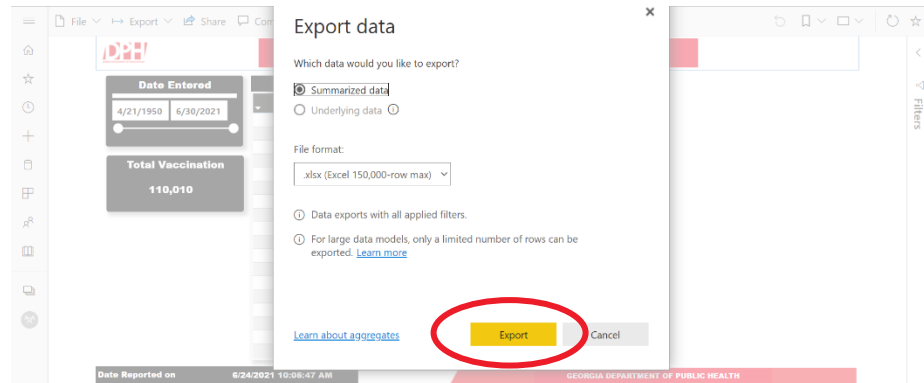 File
Export
Share
Com
Filters
DPH
Date Entered
4/21/1950 6/30/2021
Total Vaccination
110,010
Export data
Which data would you like to export?
Summarized data
Underlying data
File format:
.xlsx (Excel 150,000-row max)
Data exports with all applied filters.
For large data models, only a limited number of rows can be
exported. Learn more
Learn about aggregates
Export
Cancel
Date Reported on 6/24/2021 10:06:47 AM
GEORGIA DEPARTMENT OF PUBLIC HEALTH